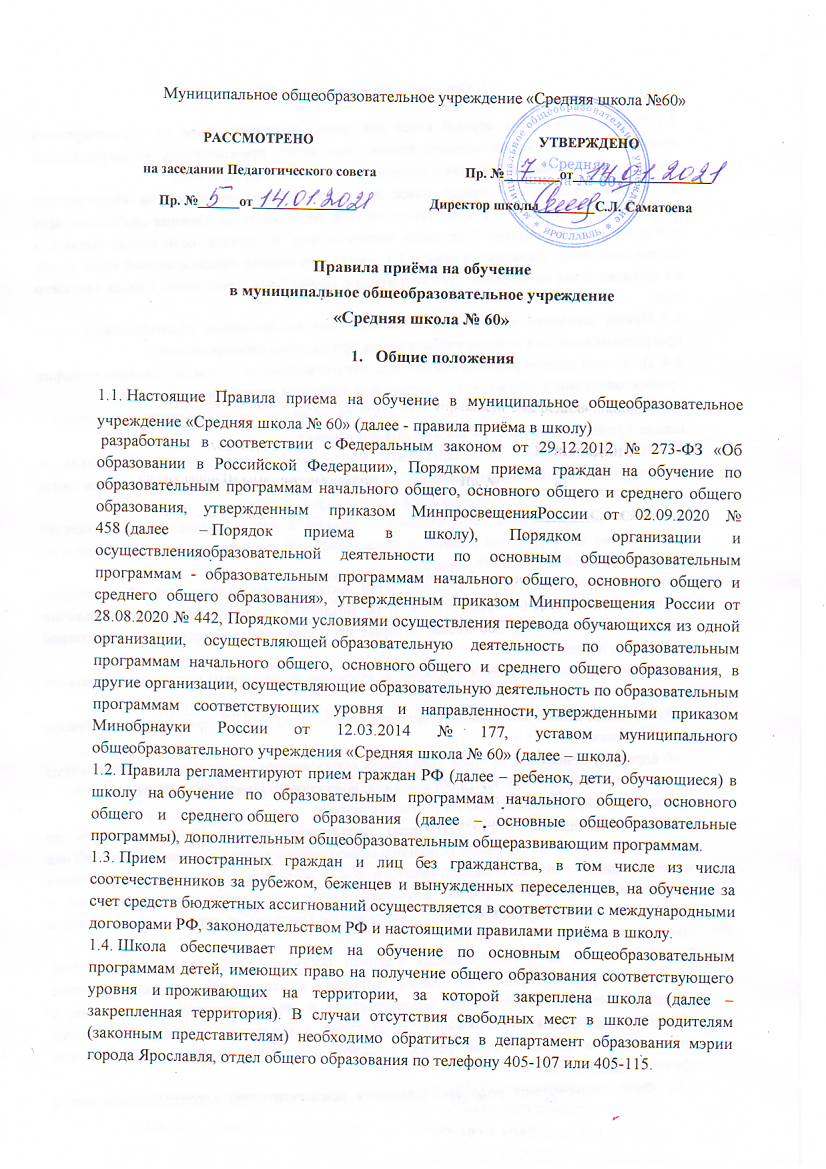 Муниципальное общеобразовательное учреждение «Средняя школа №60»
РАССМОТРЕНО
на заседании Педагогического совета
Пр. № 5 от 14.01.2021
УТВЕРЖДЕНО
Пр. № 7 от 14.01.2021
Директор школы С.Л. Саматоева
муниципальное общеобразовательное учреждение
«Средняя
школа № 60»
ЯРОСЛАВЛЬ
Правила приёма на обучение
в муниципальное общеобразовательное учреждение
«Средняя школа № 60»
1. Общие положения
1.1. Настоящие Правила приема на обучение в муниципальное общеобразовательное
учреждение «Средняя школа № 60» (далее - правила приёма в школу)
разработаны в соответствии с Федеральным законом от 29.12.2012 № 273-ФЗ «Об
образовании в Российской Федерации», Порядком приема граждан на обучение по
образовательным программам начального общего, основного общего и среднего общего
образования, утвержденным приказом МинпросвещенияРоссии от 02.09.2020 №
458 (далее – Порядок приема в школу), Порядком организации и
осуществленияобразовательной деятельности по основным общеобразовательным
программам - образовательным программам начального общего, основного общего и
среднего общего образования», утвержденным приказом Минпросвещения России от
28.08.2020 № 442, Порядкоми условиями осуществления перевода обучающихся из одной
организации, осуществляющей образовательную деятельность по образовательным
программам начального общего, основного общего и среднего общего образования, в
другие организации, осуществляющие образовательную деятельность по образовательным
программам соответствующих уровня и направленности, утвержденными приказом
Минобрнауки России от 12.03.2014 № 177, уставом муниципального
общеобразовательного учреждения «Средняя школа № 60» (далее – школа).
1.2. Правила регламентируют прием граждан РФ (далее – ребенок, дети, обучающиеся) в
школу на обучение по образовательным программам начального общего, основного
общего и среднего общего образования (далее – основные общеобразовательные
программы), дополнительным общеобразовательным общеразвивающим программам.
1.3. Прием иностранных граждан и лиц без гражданства, в том числе из числа
соотечественников за рубежом, беженцев и вынужденных переселенцев, на обучение за
счет средств бюджетных ассигнований осуществляется в соответствии с международными
договорами РФ, законодательством РФ и настоящими правилами приёма в школу.
1.4. Школа обеспечивает прием на обучение по основным общеобразовательным
программам детей, имеющих право на получение общего образования соответствующего
уровня и проживающих на территории, за которой закреплена школа (далее –
закрепленная территория). В случаи отсутствия свободных мест в школе родителям
(законным представителям) необходимо обратиться в департамент образования мэрии
города Ярославля, отдел общего образования по телефону 405-107 или 405-115.